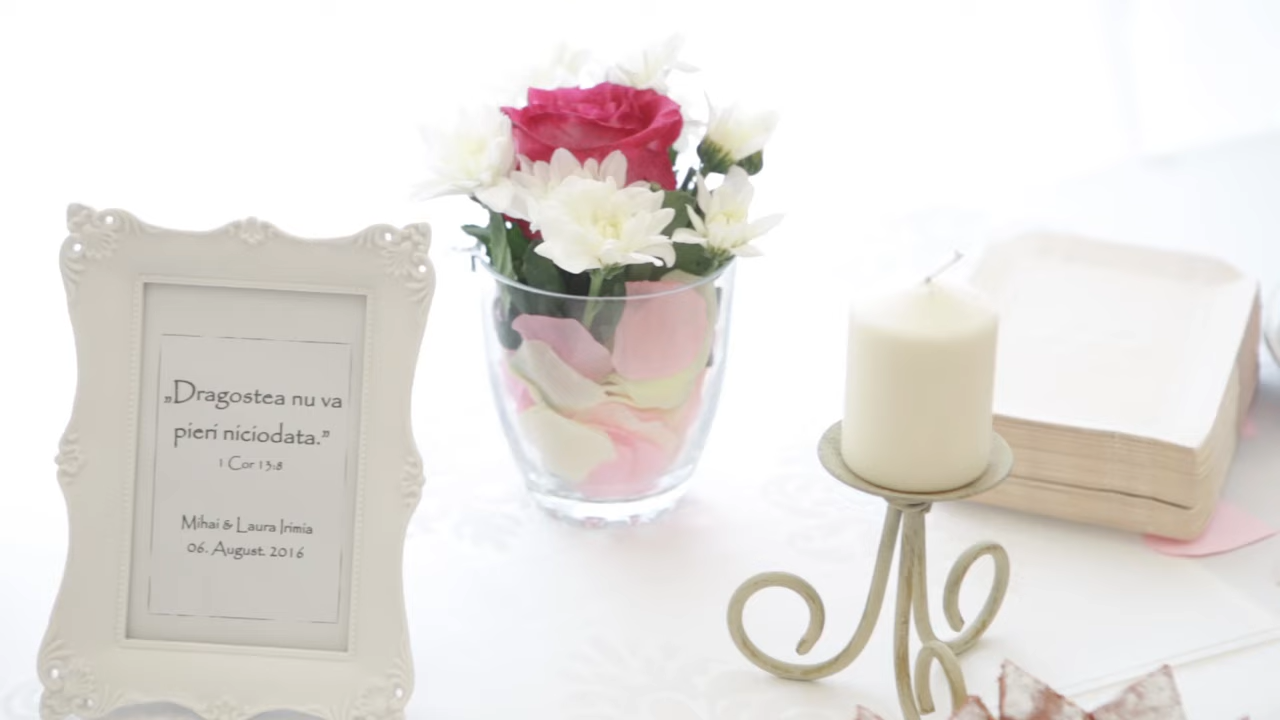 „Dragostea nu va
pieri niciodata.”
1 Cor 13:8
Mihai & Laura Irimia
06. August. 2016